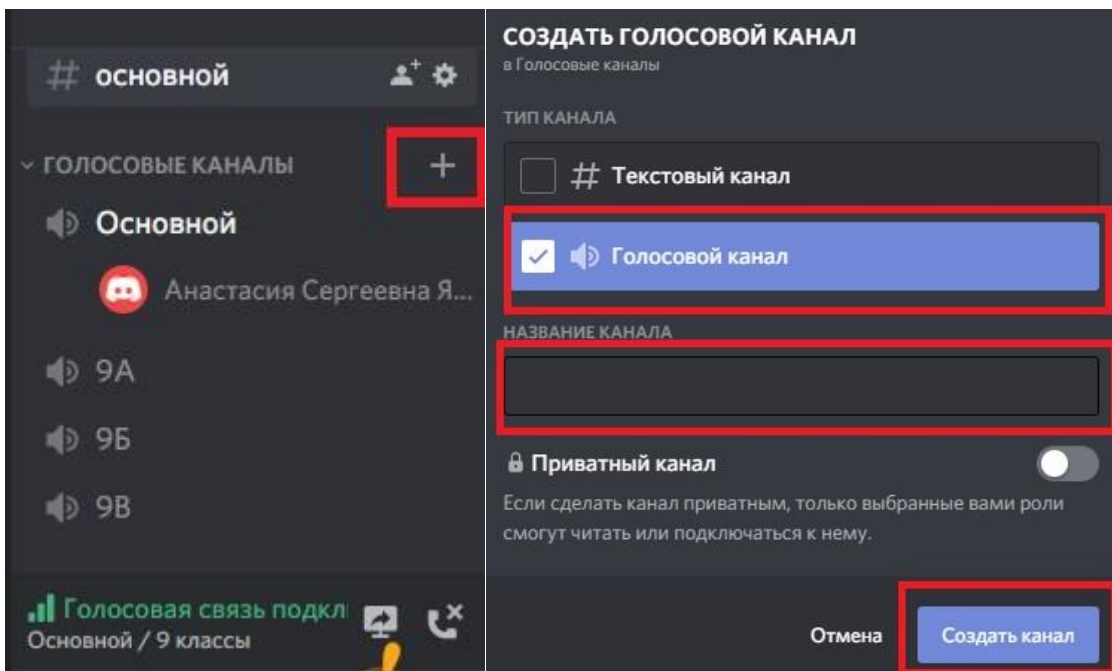 # основной
ГОЛОСОВЫЕ КАНАЛЫ
Основной
Анастасия Сергеевна Я...
9А
9Б
9В
Голосовая связь подкл
Основной / 9 классы
СОЗДАТЬ ГОЛОСОВОЙ КАНАЛ
в Голосовые каналы
ТИП КАНАЛА
# Текстовый канал
Голосовой канал
НАЗВАНИЕ КАНАЛА
Приватный канал
Если сделать канал приватным, только выбранные вами роли
смогут читать или подключаться к нему.
Отмена
Создать канал